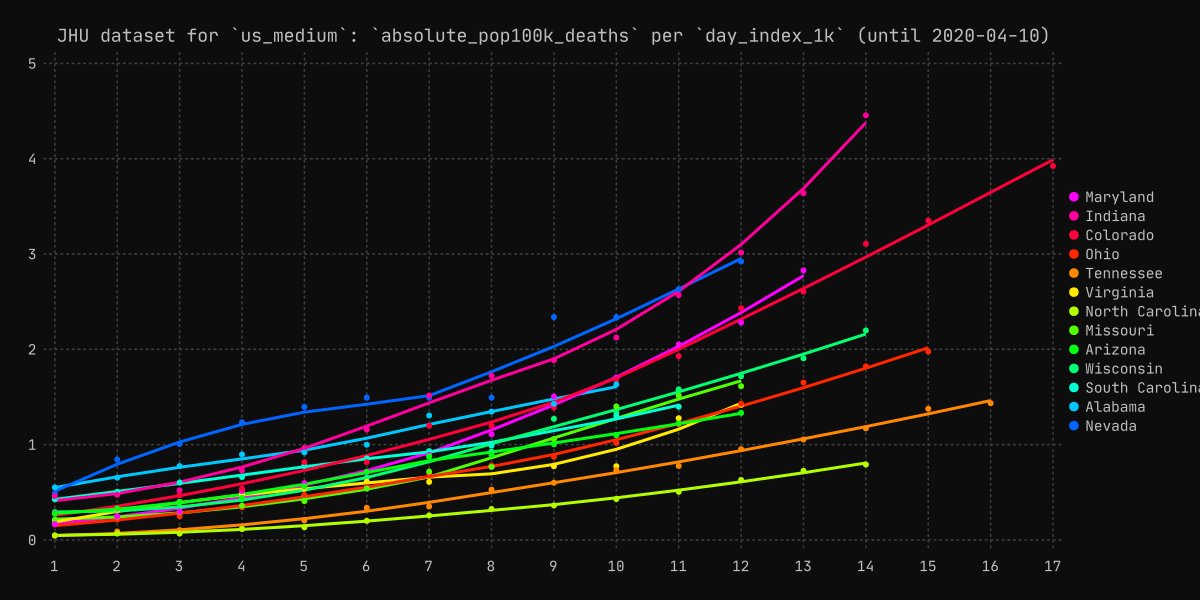 JHU dataset for `us_medium`: `absolute_pop100k_deaths` per `day_index_1k` (until 2020-04-10)
5
4
3
2
1
0
1 2 3 4 5 6 7 8 9 10 11 12 13 14 15 16 17
Maryland
Indiana
Colorado
Ohio
Tennessee
Virginia
North Carolina
Missouri
Arizona
Wisconsin
South Carolina
Alabama
Nevada